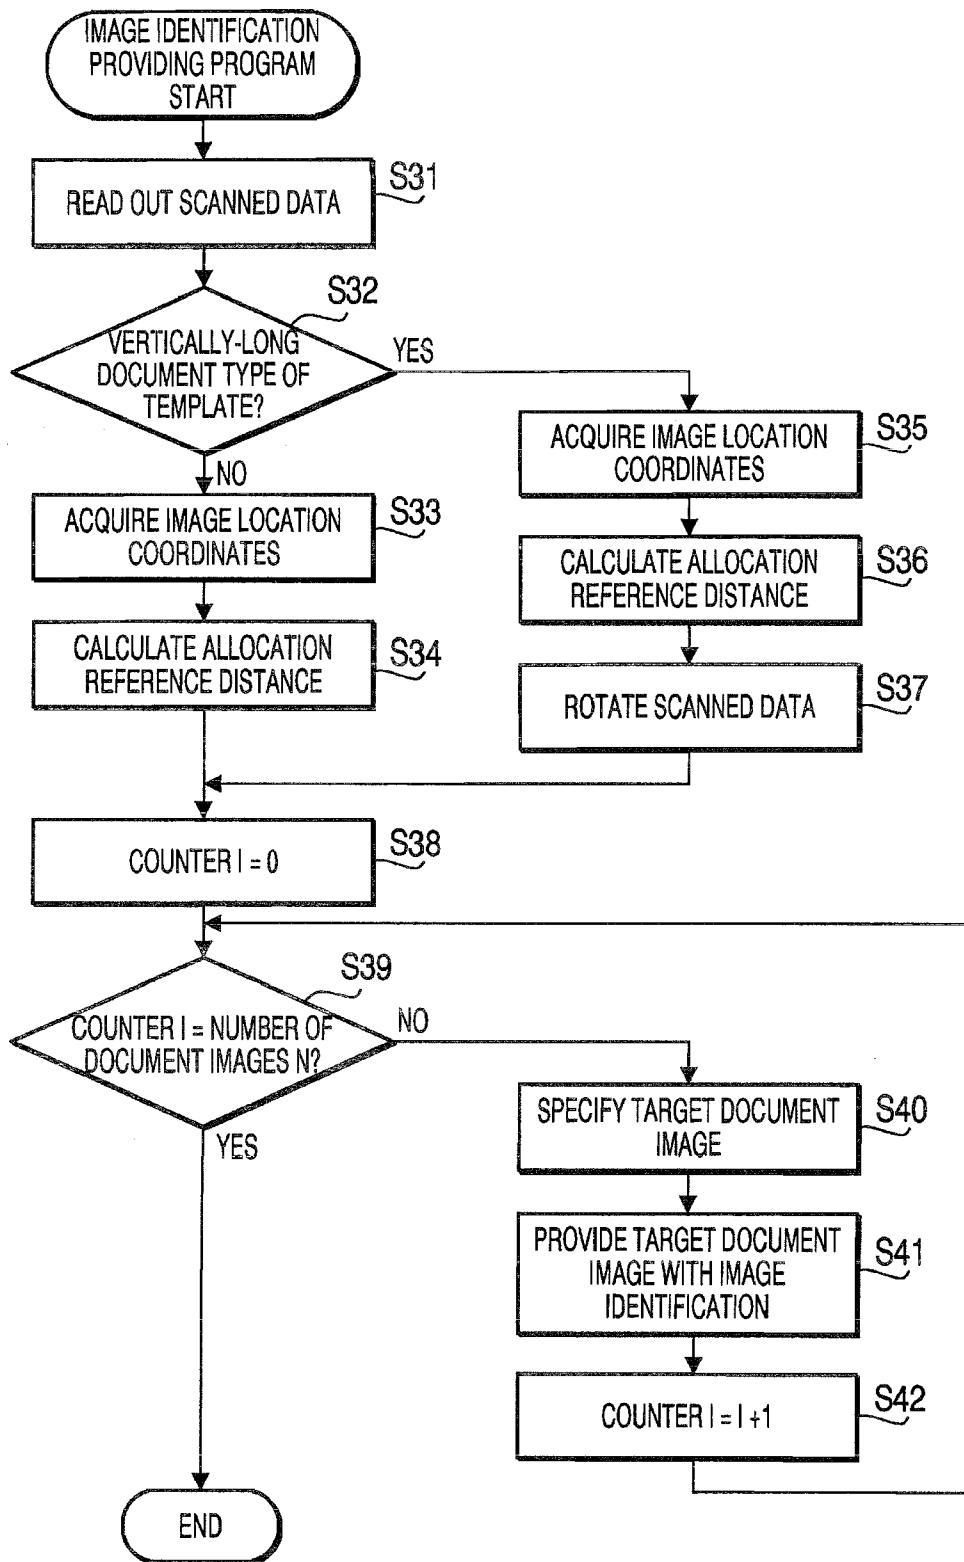 IMAGE IDENTIFICATION
PROVIDING PROGRAM
START
S31
READ OUT SCANNED DATA
S32
VERTICALLY-LONG
DOCUMENT TYPE OF
TEMPLATE?
YES
NO
S35
ACQUIRE IMAGE LOCATION
COORDINATES
S33
ACQUIRE IMAGE LOCATION
COORDINATES
S36
CALCULATE ALLOCATION
REFERENCE DISTANCE
S34
CALCULATE ALLOCATION
REFERENCE DISTANCE
S37
ROTATE SCANNED DATA
S38
COUNTER I = 0
S39
COUNTER I = NUMBER OF
DOCUMENT IMAGES N?
NO
YES
S40
SPECIFY TARGET DOCUMENT
IMAGE
S41
PROVIDE TARGET DOCUMENT
IMAGE WITH IMAGE
IDENTIFICATION
S42
COUNTER I = I +1
END